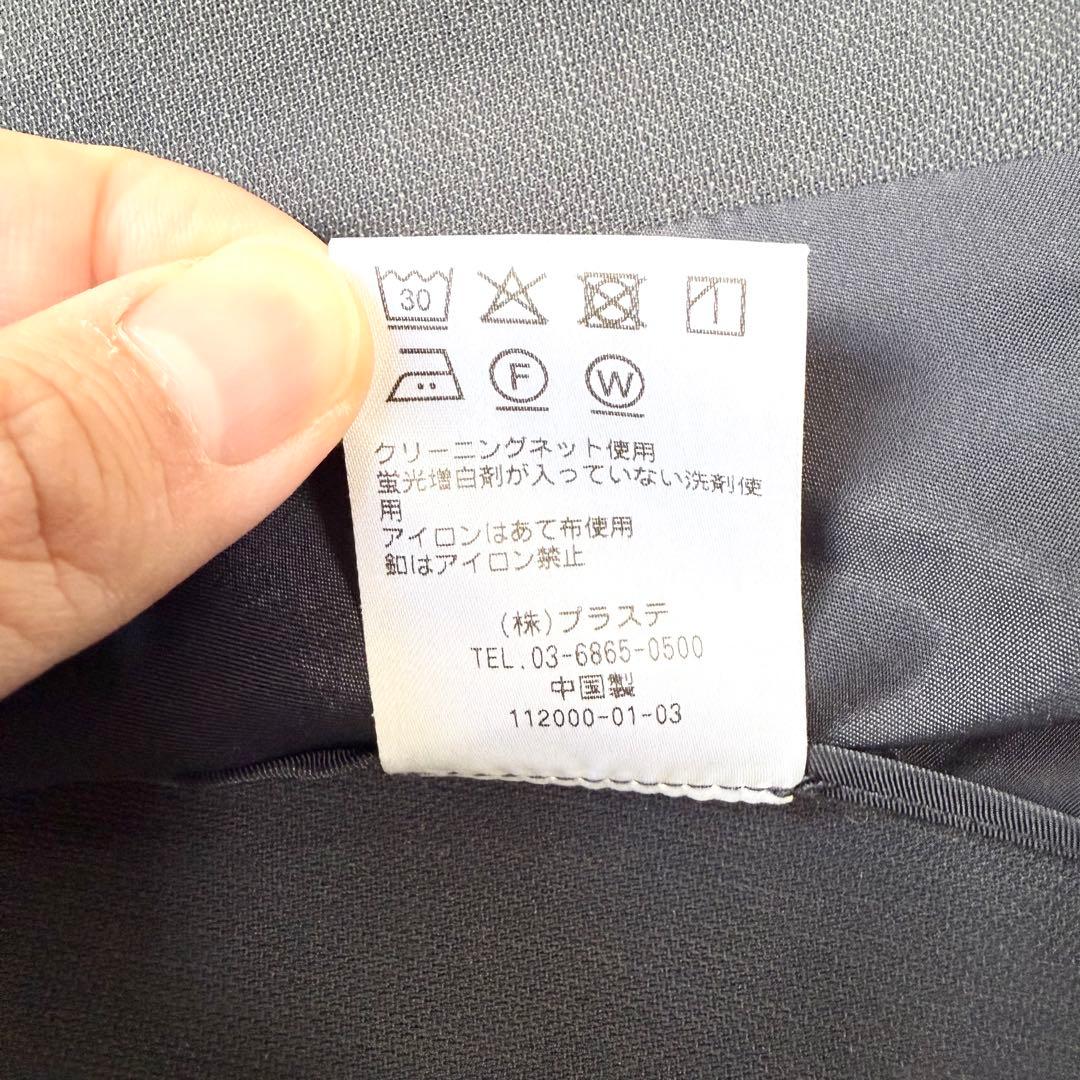 30
F W
クリーニングネット使用
蛍光増白剤が入っていない洗剤使
用
アイロンはあて布使用
釦はアイロン禁止
(株)プラステ
TEL.03-6865-0500
中国製
112000-01-03